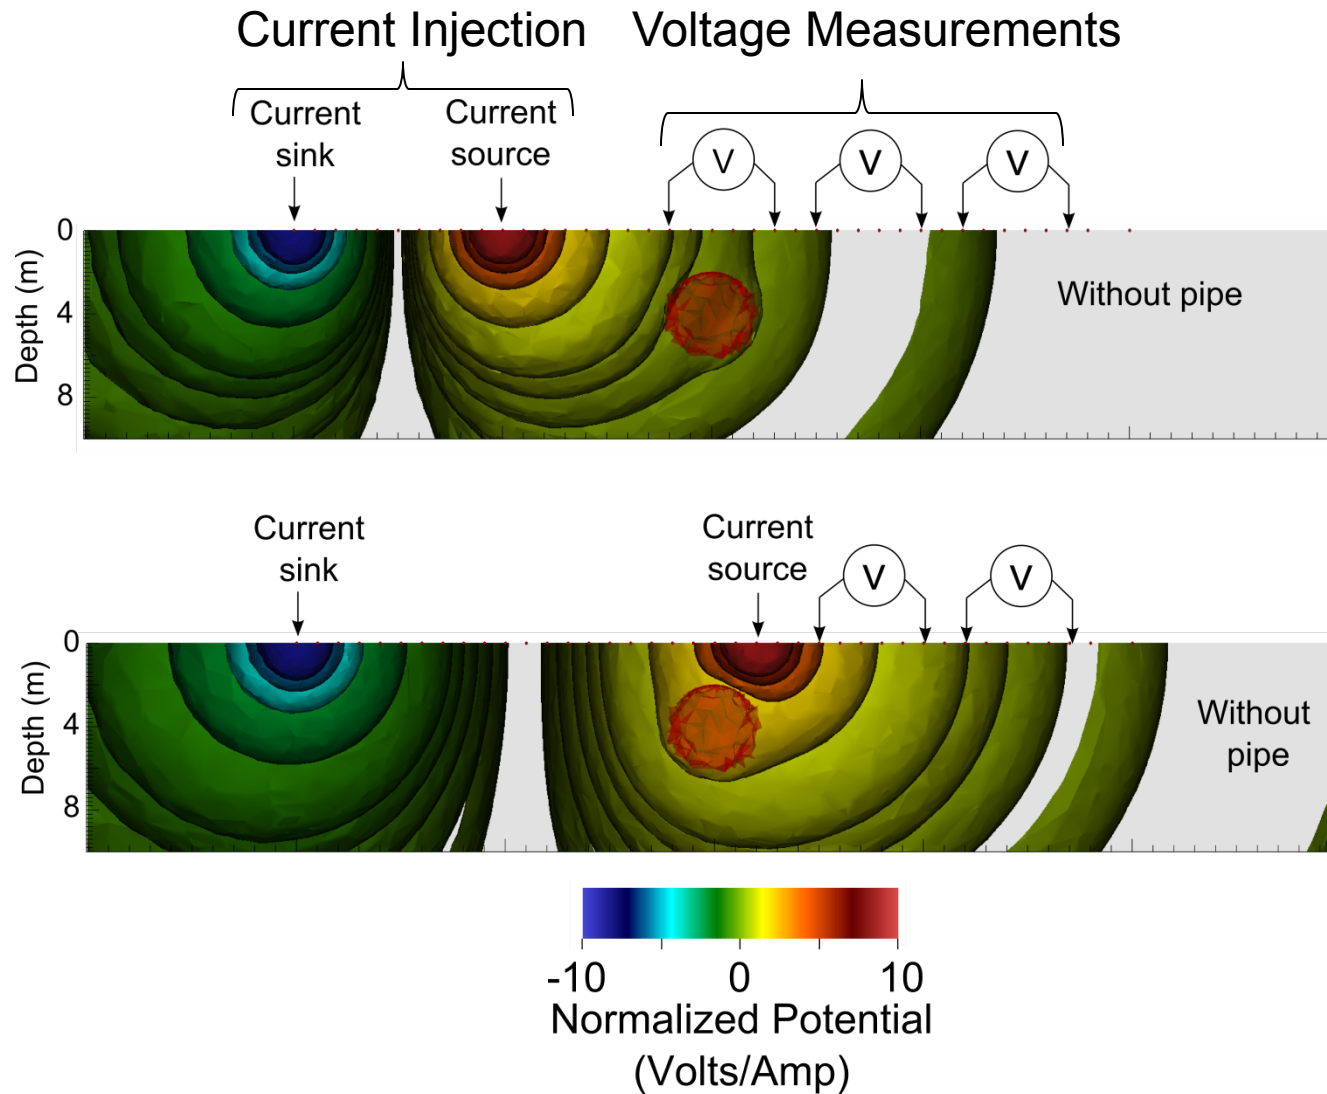 Current Injection
Voltage Measurements
Current
sink
Current
source
V
V
V
0
4
8
Depth (m)
Without pipe
Current
sink
Current
source
V
V
0
4
8
Depth (m)
Without
pipe
-10
0
10
Normalized Potential
(Volts/Amp)